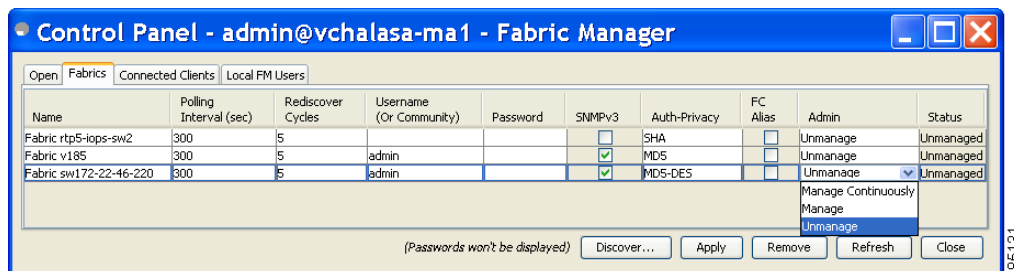 Control Panel - admin@vchalasa-ma1 - Fabric Manager
Open Fabrics Connected Clients Local FM Users
Name Polling Interval (sec) Rediscover Cycles Username (Or Community) Password SNMPv3 Auth-Privacy FC Alias Admin Status
Fabric rtp5-iops-sw2 300 5 SHA Unmanage Unmanaged
Fabric v185 300 5 admin MD5 Unmanage Unmanaged
Fabric sw172-22-46-220 300 5 admin MD5-DES Unmanage Unmanaged
Manage Continuously
Manage
Unmanage
(Passwords won't be displayed) Discover... Apply Remove Refresh Close
95131